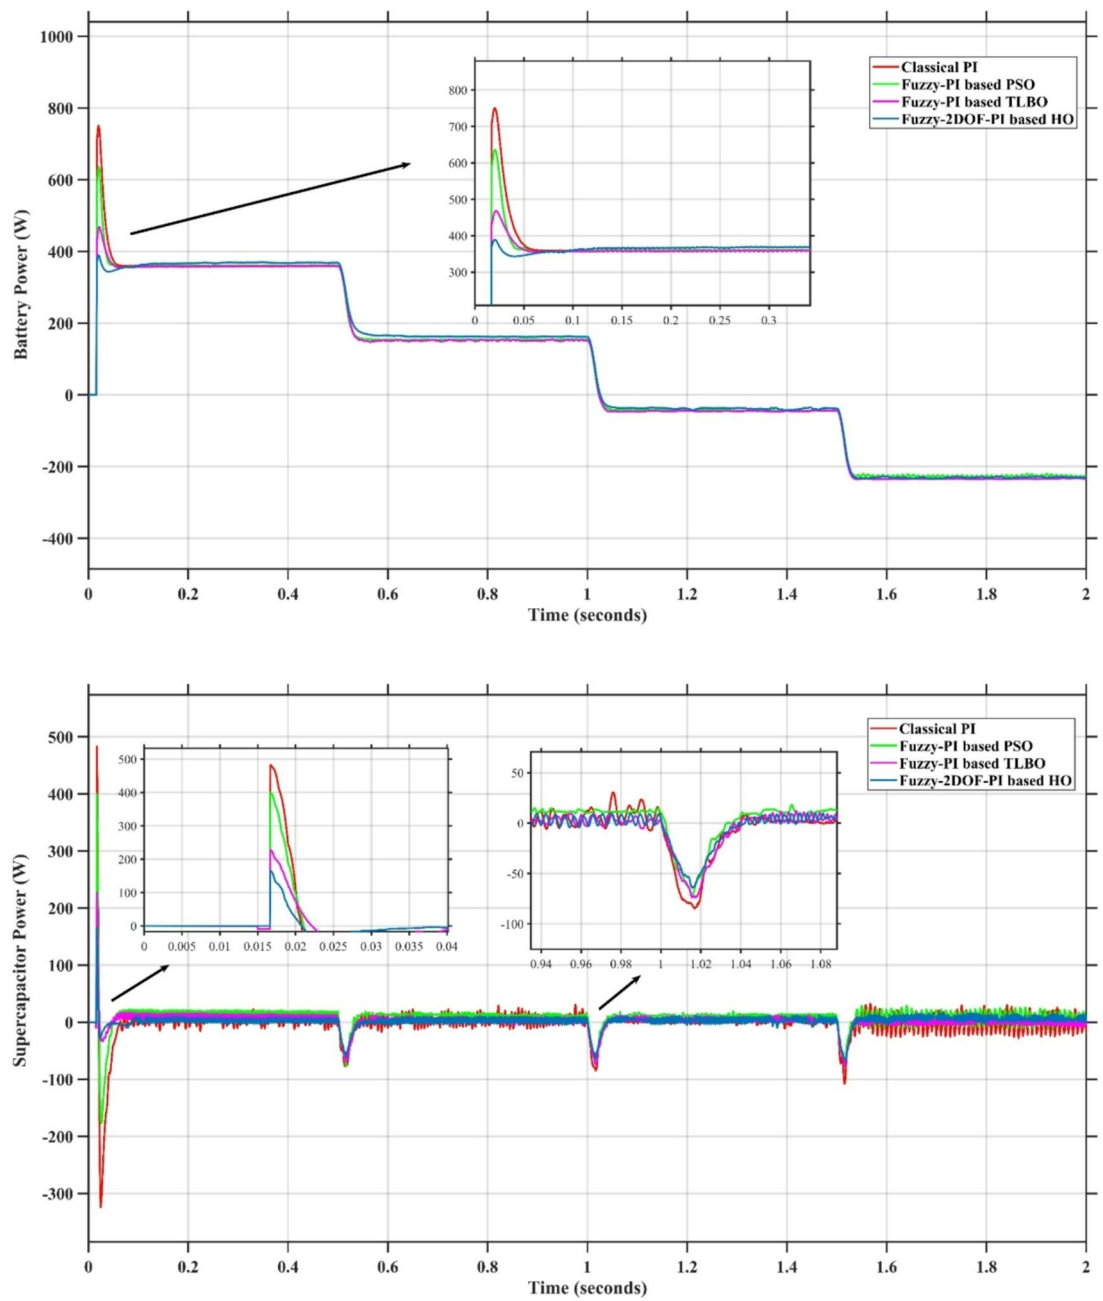 1000
800
600
400
200
0
-200
-400
Battery Power (W)
0 0.2 0.4 0.6 0.8 1 1.2 1.4 1.6 1.8 2
Time (seconds)
Classical PI
Fuzzy-PI based PSO
Fuzzy-PI based TLBO
Fuzzy-2DOF-PI based HO
800
700
600
500
400
300
0 0.05 0.1 0.15 0.2 0.25 0.3
500
400
300
200
100
0
-100
-200
-300
Supercapacitor Power (W)
0 0.2 0.4 0.6 0.8 1 1.2 1.4 1.6 1.8 2
Time (seconds)
Classical PI
Fuzzy-PI based PSO
Fuzzy-PI based TLBO
Fuzzy-2DOF-PI based HO
500
400
300
200
100
0
0 0.005 0.01 0.015 0.02 0.025 0.03 0.035 0.04
50
0
-50
-100
0.94 0.96 0.98 1 1.02 1.04 1.06 1.08